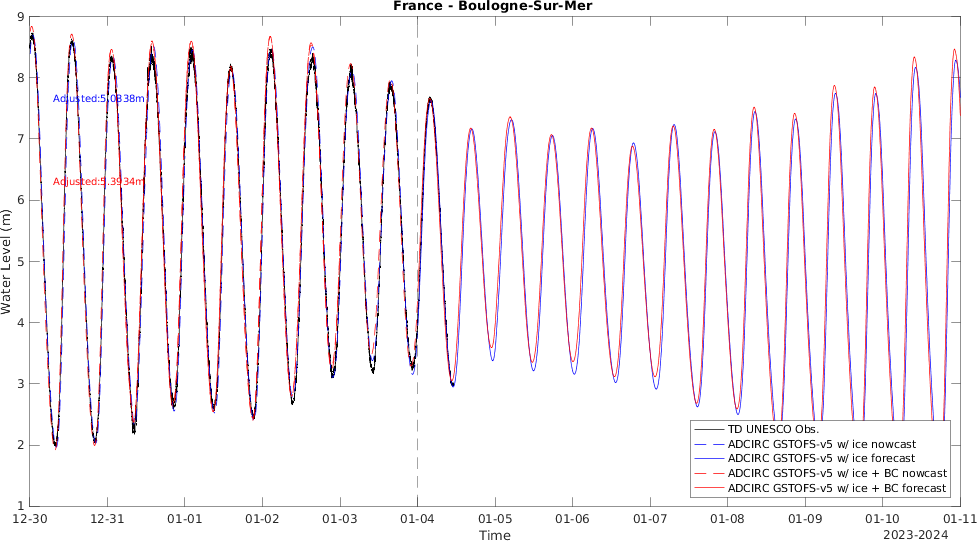 France - Boulogne-Sur-Mer
9
8
7
6
5
4
3
2
1
Water Level (m)
Adjusted:5.0838m
Adjusted:5.3934m
TD UNESCO Obs.
ADCIRC GSTOFS-v5 w/ ice nowcast
ADCIRC GSTOFS-v5 w/ ice forecast
ADCIRC GSTOFS-v5 w/ ice + BC nowcast
ADCIRC GSTOFS-v5 w/ ice + BC forecast
12-30 12-31 01-01 01-02 01-03 01-04 01-05 01-06 01-07 01-08 01-09 01-10 01-11
Time
2023-2024